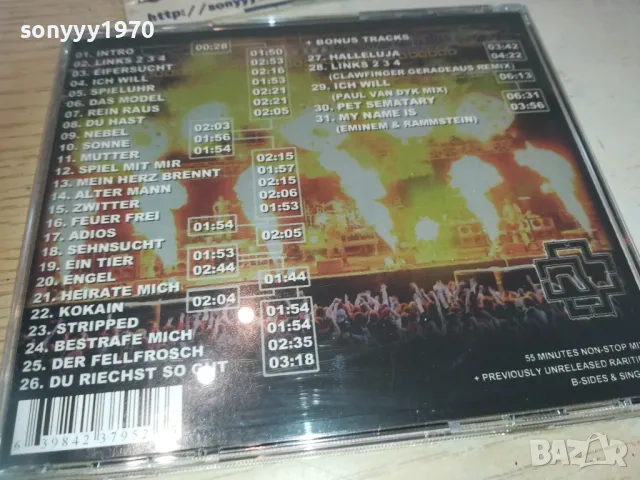 sonyyy1970
http://sonyyy
01. INTRO 00:28
02. LINKS 2 3 4 01:50
03. EIFERSUCHT 02:53
04. ICH WILL 02:16
05. SPIELUHR 01:53
06. DAS MODEL 02:21
07. REIN RAUS 02:21
08. DU HAST 02:05
09. NEBEL 02:03
10. SONNE 01:56
11. MUTTER 01:54
12. SPIEL MIT MIR 02:15
13. MEIN HERZ BRENNT 01:57
14. ALTER MANN 02:15
15. ZWITTER 02:06
16. FEUER FREI 01:53
17. ADIOS 01:54
18. SEHNSUCHT 02:05
19. EIN TIER 01:53
20. ENGEL 02:44
21. HEIRATE MICH 01:44
22. KOKAIN 02:04
23. STRIPPED 01:54
24. BESTRAFE MICH 01:54
25. DER FELLFROSCH 02:35
26. DU RIECHST SO GUT 03:18
+ BONUS TRACKS
27. HALLELUJA 03:42
28. LINKS 2 3 4 04:22
(CLAWFINGER GERADEAUS REMIX)
29. ICH WILL 06:13
(PAUL VAN DYK MIX)
30. PET SEMATARY 06:31
31. MY NAME IS 03:56
(EMINEM & RAMMSTEIN)
55 MINUTES NON-STOP MI
+ PREVIOUSLY UNRELEASED RARITI
B-SIDES & SING
6 39842 37952
BAZAR